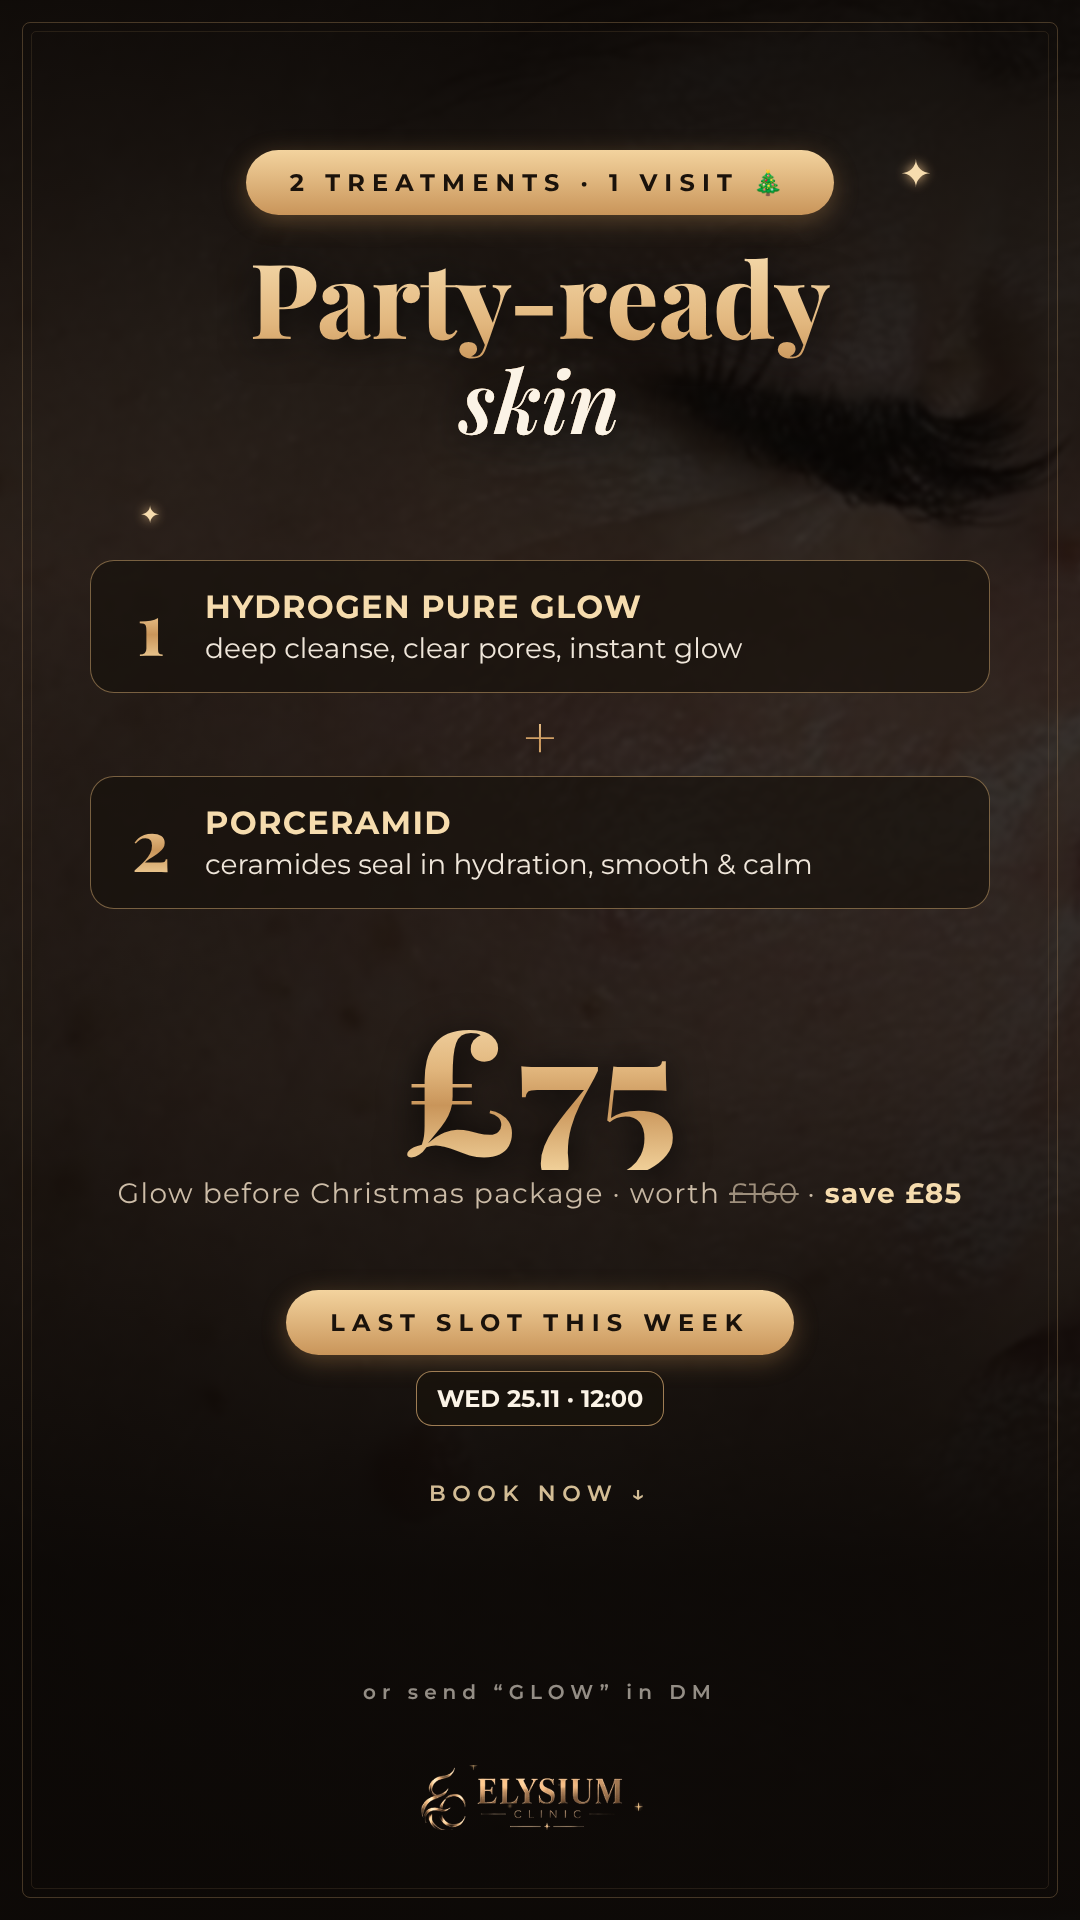 2 TREATMENTS · 1 VISIT 🎄
Party-ready
skin
1
HYDROGEN PURE GLOW
deep cleanse, clear pores, instant glow
+
2
PORCERAMID
ceramides seal in hydration, smooth & calm
£75
Glow before Christmas package · worth £160 · save £85
LAST SLOT THIS WEEK
WED 25.11 · 12:00
BOOK NOW ↓
or send “GLOW” in DM
ELYSIUM
CLINIC